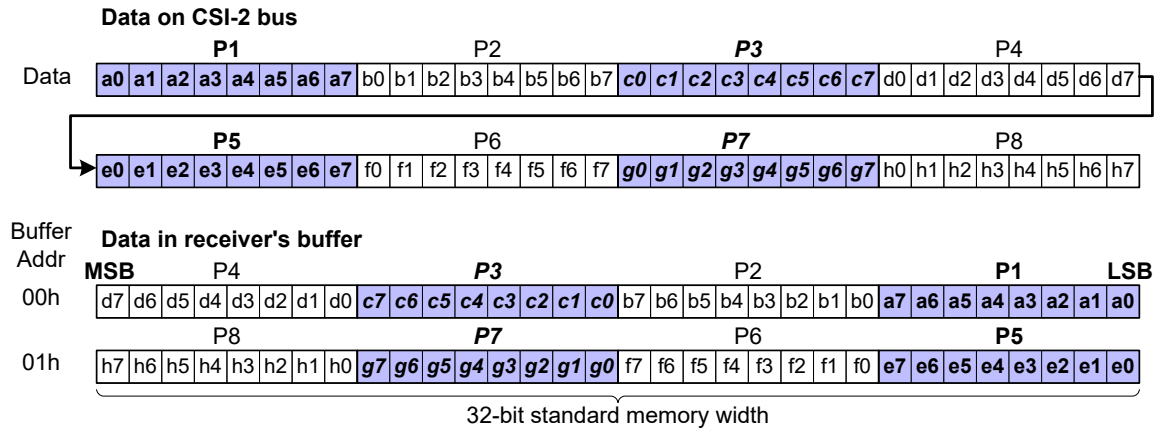 Data on CSI-2 bus
P1 P2 P3 P4
Data a0 a1 a2 a3 a4 a5 a6 a7 b0 b1 b2 b3 b4 b5 b6 b7 c0 c1 c2 c3 c4 c5 c6 c7 d0 d1 d2 d3 d4 d5 d6 d7
P5 P6 P7 P8
e0 e1 e2 e3 e4 e5 e6 e7 f0 f1 f2 f3 f4 f5 f6 f7 g0 g1 g2 g3 g4 g5 g6 g7 h0 h1 h2 h3 h4 h5 h6 h7
Buffer
Addr
Data in receiver's buffer
MSB P4 P3 P2 P1 LSB
00h d7 d6 d5 d4 d3 d2 d1 d0 c7 c6 c5 c4 c3 c2 c1 c0 b7 b6 b5 b4 b3 b2 b1 b0 a7 a6 a5 a4 a3 a2 a1 a0
P8 P7 P6 P5
01h h7 h6 h5 h4 h3 h2 h1 h0 g7 g6 g5 g4 g3 g2 g1 g0 f7 f6 f5 f4 f3 f2 f1 f0 e7 e6 e5 e4 e3 e2 e1 e0
32-bit standard memory width